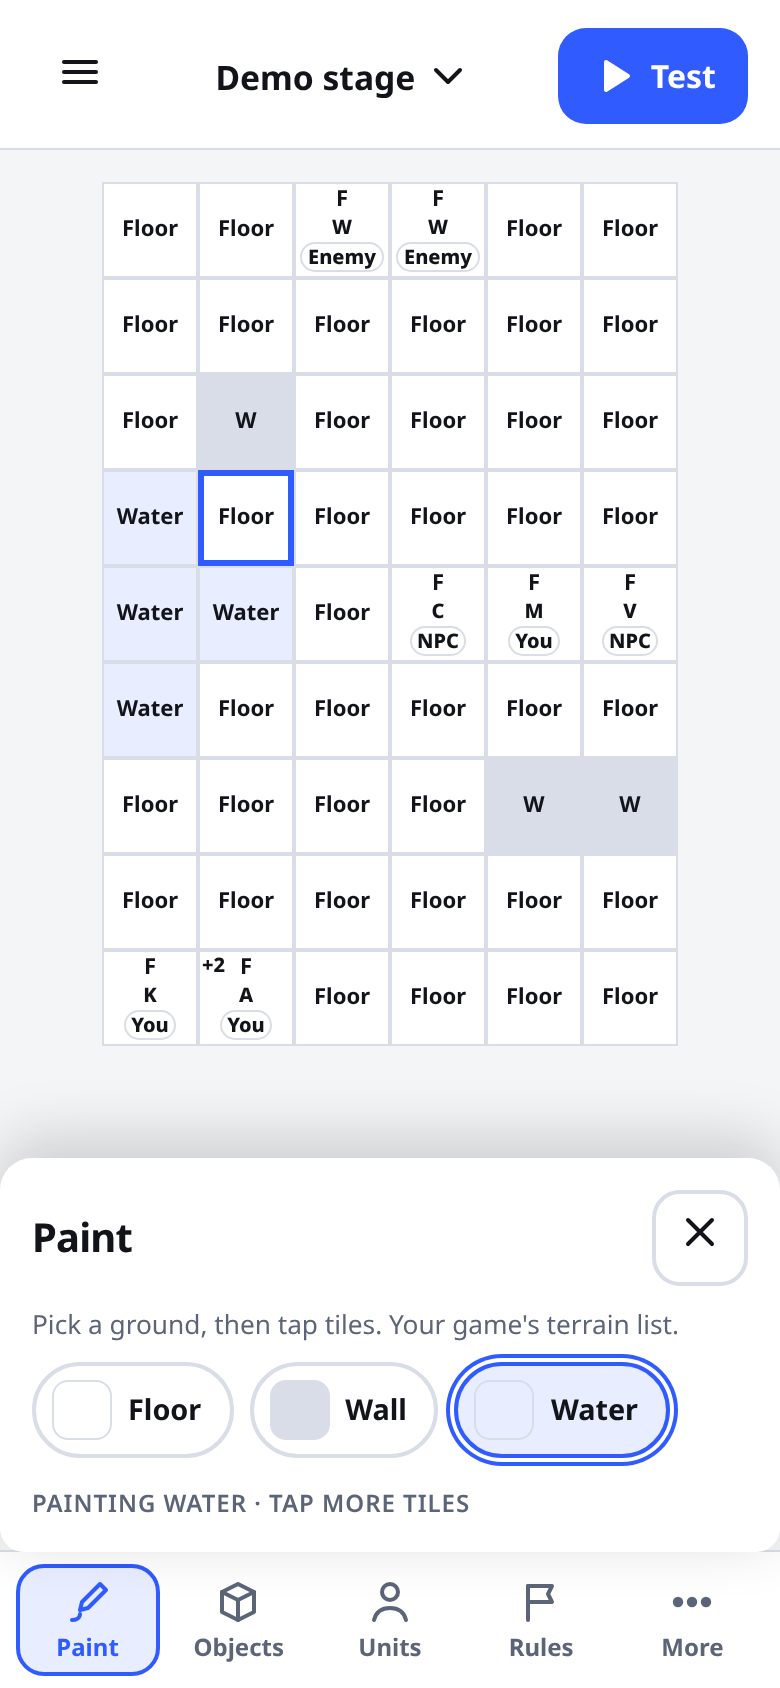 Demo stage
Test
Floor Floor F W Enemy F W Enemy Floor Floor
Floor Floor Floor Floor Floor Floor
Floor W Floor Floor Floor Floor
Water Floor Floor Floor Floor Floor
Water Water Floor F C NPC F M You F V NPC
Water Floor Floor Floor Floor Floor
Floor Floor Floor Floor W W
Floor Floor Floor Floor Floor Floor
F K You +2 F A You Floor Floor Floor Floor
Paint
Pick a ground, then tap tiles. Your game's terrain list.
Floor Wall Water
PAINTING WATER · TAP MORE TILES
Paint Objects Units Rules More